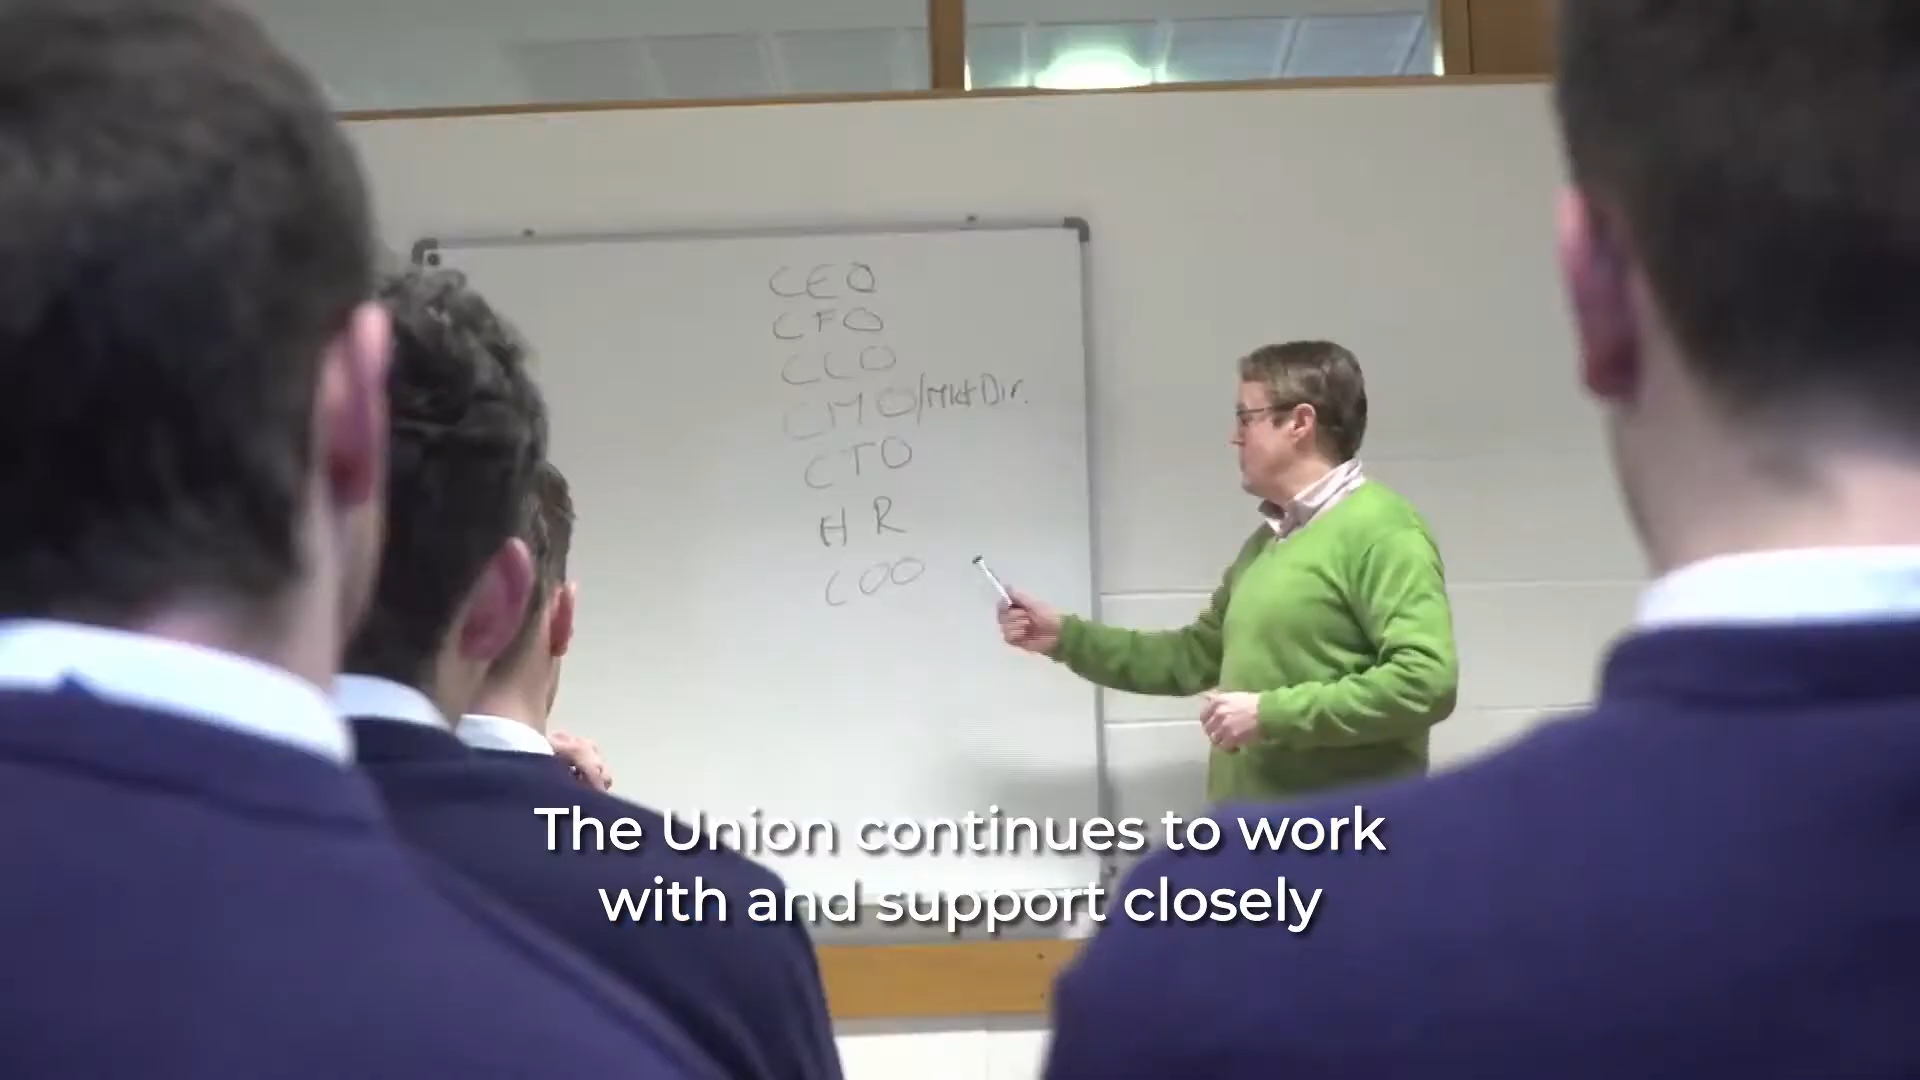 CEO
CFO
CLO
CMO/Mkt Dir.
CTO
HR
COO
The Union continues to work
with and support closely